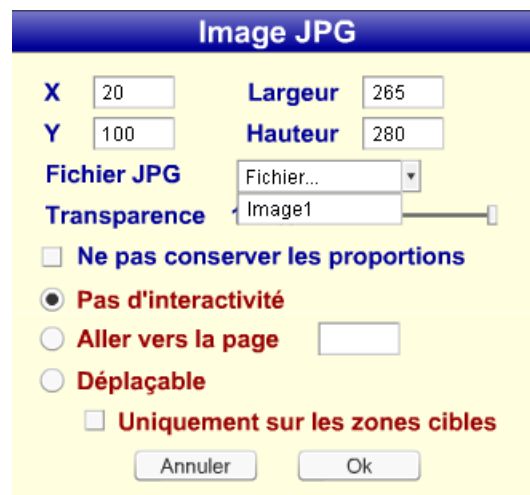 Image JPG
X 20 Largeur 265
Y 100 Hauteur 280
Fichier JPG Fichier...
Transparence Image1
Ne pas conserver les proportions
Pas d'interactivité
Aller vers la page
Déplaçable
Uniquement sur les zones cibles
Annuler Ok